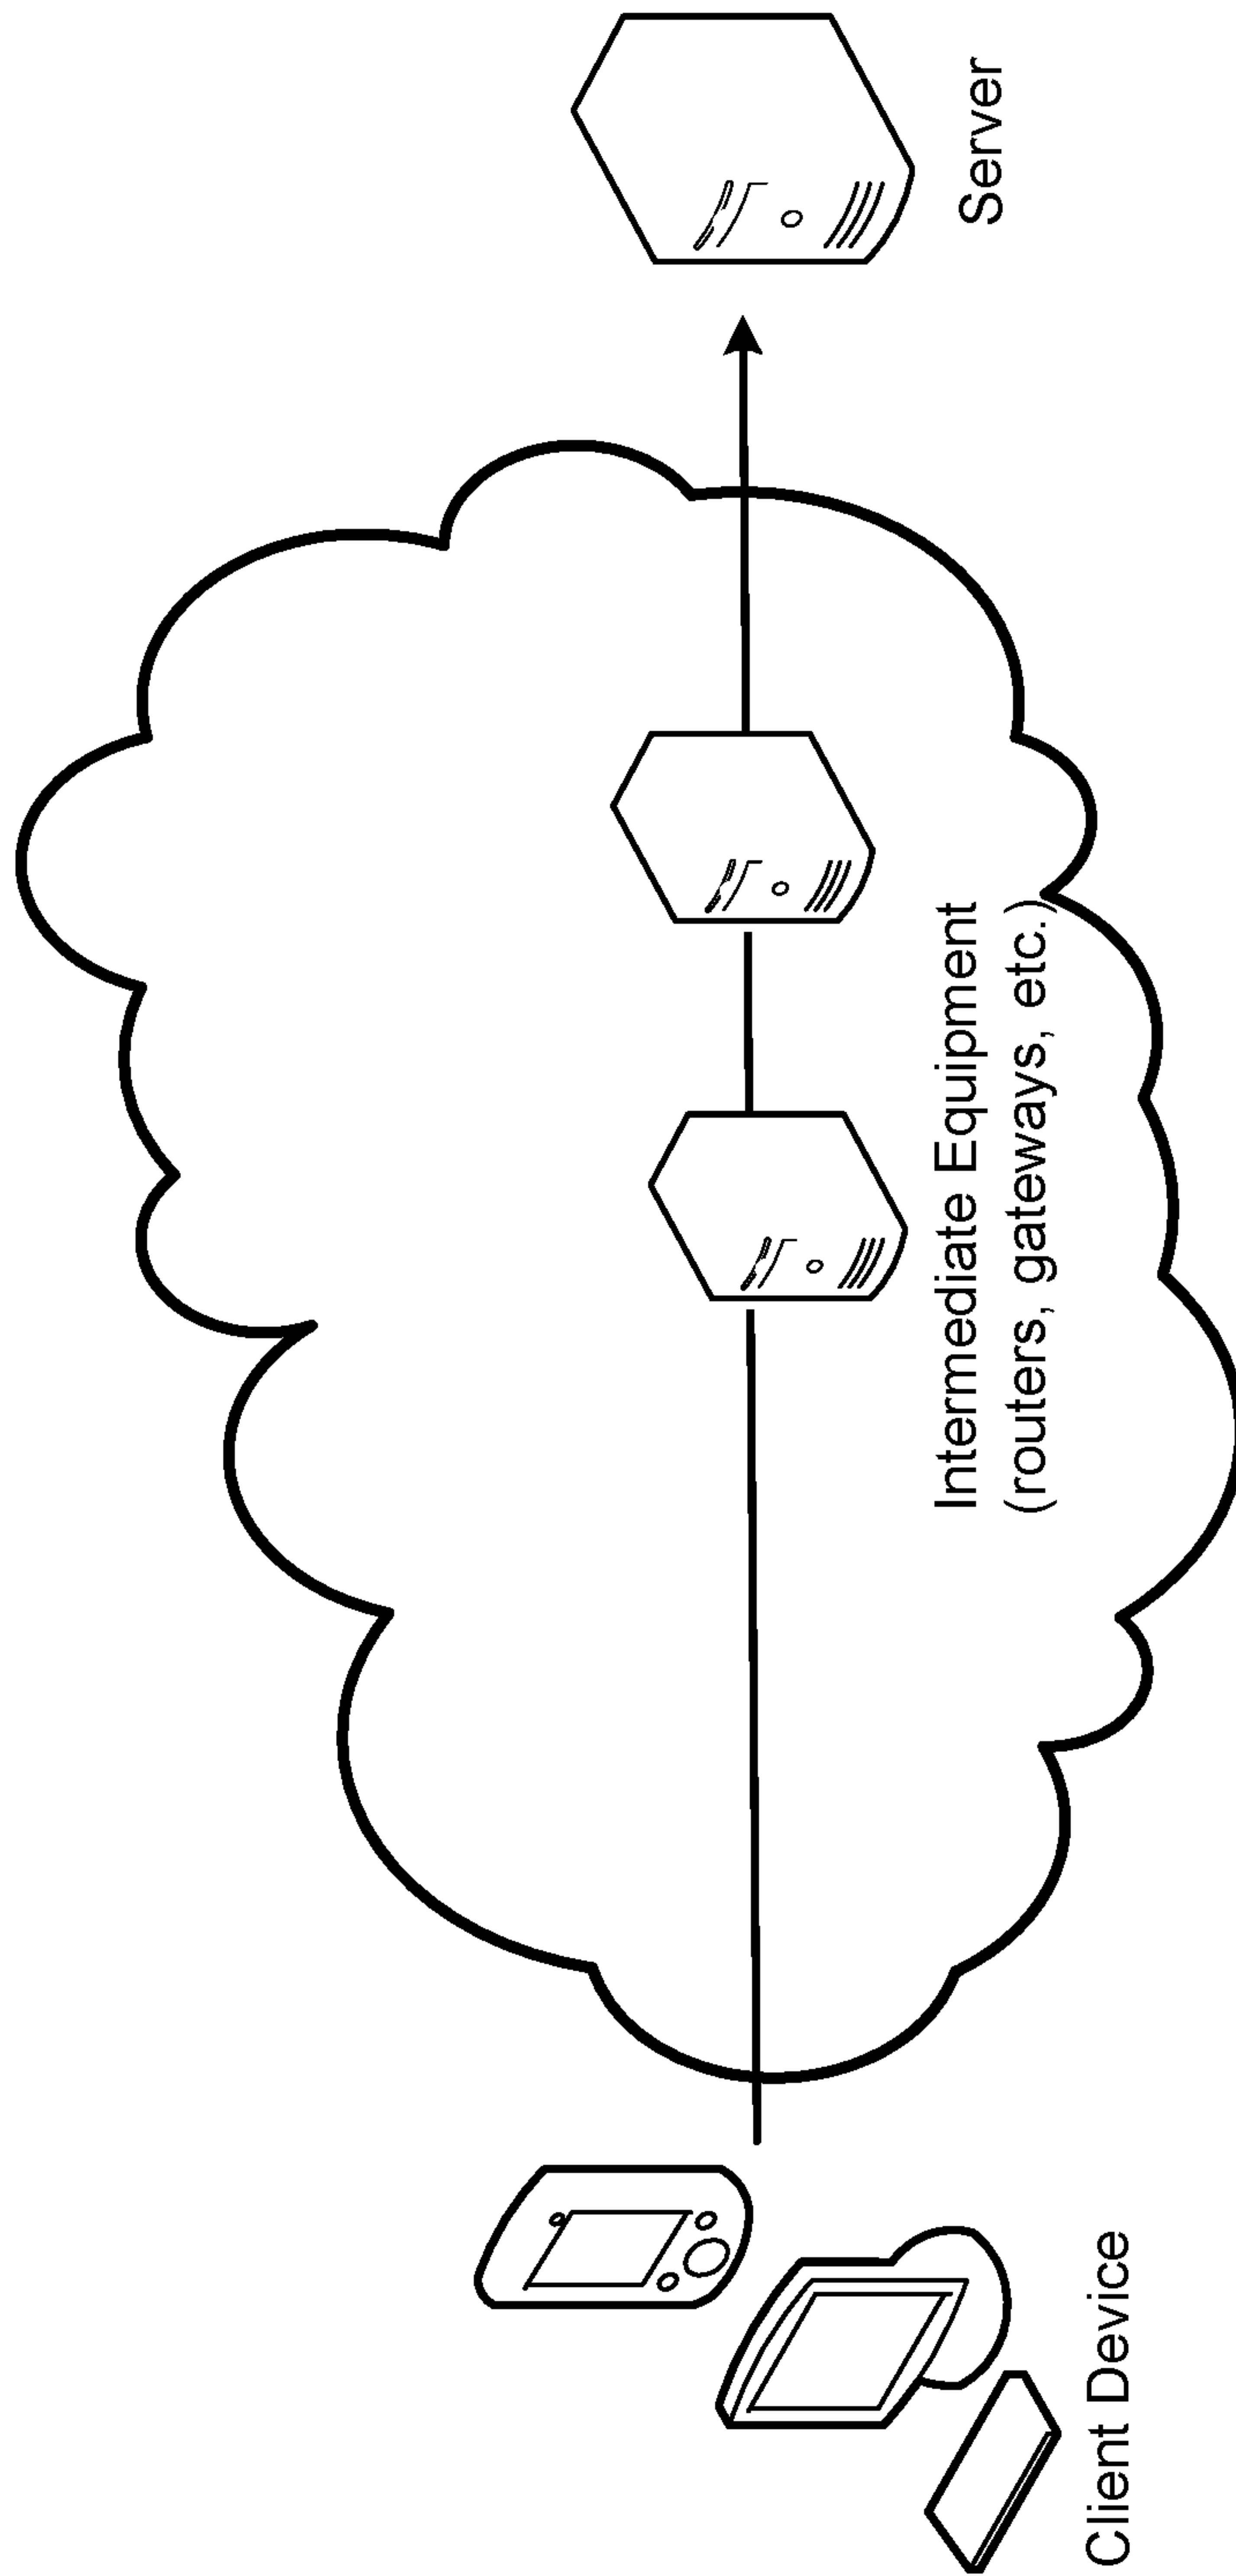 Client Device
Intermediate Equipment
(routers, gateways, etc.)
Server